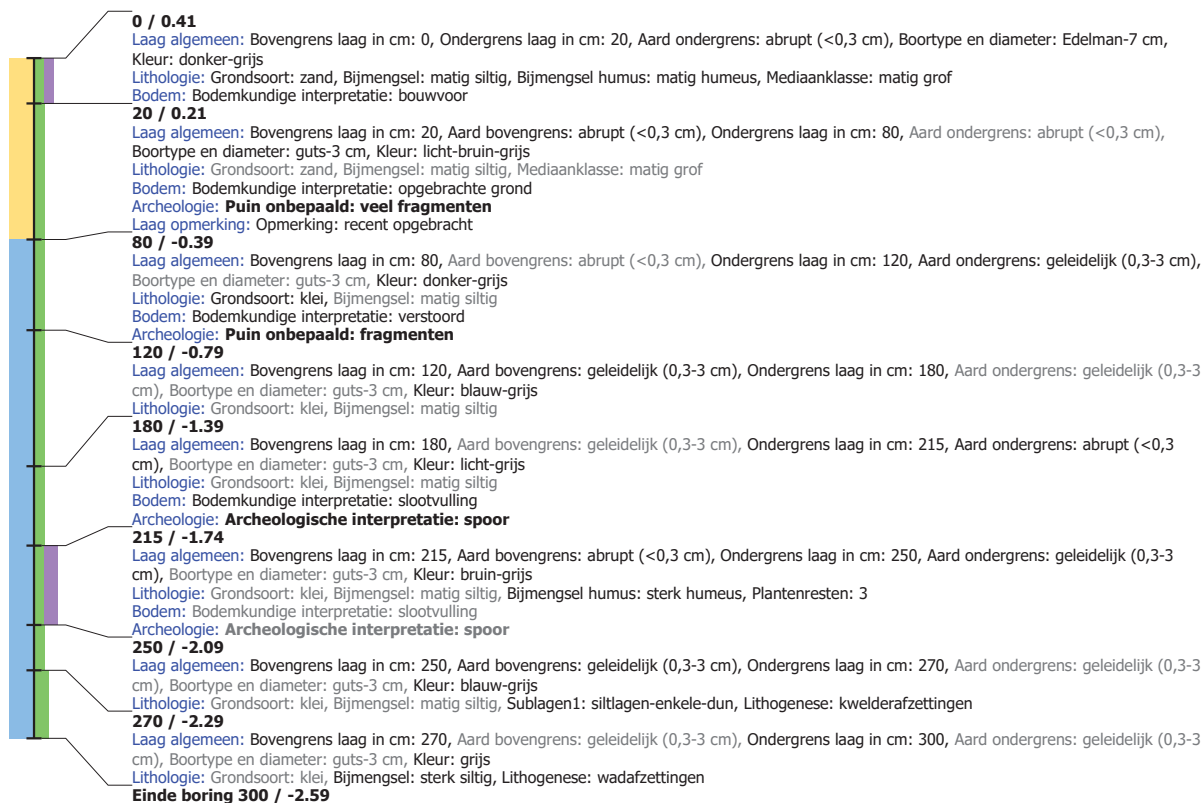 0 / 0.41
Laag algemeen: Bovengrens laag in cm: 0, Ondergrens laag in cm: 20, Aard ondergrens: abrupt (<0,3 cm), Boortype en diameter: Edelman-7 cm,
Kleur: donker-grijs
Lithologie: Grondsoort: zand, Bijmengsel: matig siltig, Bijmengsel humus: matig humeus, Mediaanklasse: matig grof
Bodem: Bodemkundige interpretatie: bouwvoor
20 / 0.21
Laag algemeen: Bovengrens laag in cm: 20, Aard bovengrens: abrupt (<0,3 cm), Ondergrens laag in cm: 80, Aard ondergrens: abrupt (<0,3 cm),
Boortype en diameter: guts-3 cm, Kleur: licht-bruin-grijs
Lithologie: Grondsoort: zand, Bijmengsel: matig siltig, Mediaanklasse: matig grof
Bodem: Bodemkundige interpretatie: opgebrachte grond
Archeologie: Puin onbepaald: veel fragmenten
Laag opmerking: Opmerking: recent opgebracht
80 / -0.39
Laag algemeen: Bovengrens laag in cm: 80, Aard bovengrens: abrupt (<0,3 cm), Ondergrens laag in cm: 120, Aard ondergrens: geleidelijk (0,3-3 cm),
Boortype en diameter: guts-3 cm, Kleur: donker-grijs
Lithologie: Grondsoort: klei, Bijmengsel: matig siltig
Bodem: Bodemkundige interpretatie: verstoord
Archeologie: Puin onbepaald: fragmenten
120 / -0.79
Laag algemeen: Bovengrens laag in cm: 120, Aard bovengrens: geleidelijk (0,3-3 cm), Ondergrens laag in cm: 180, Aard ondergrens: geleidelijk (0,3-3
cm), Boortype en diameter: guts-3 cm, Kleur: blauw-grijs
Lithologie: Grondsoort: klei, Bijmengsel: matig siltig
180 / -1.39
Laag algemeen: Bovengrens laag in cm: 180, Aard bovengrens: geleidelijk (0,3-3 cm), Ondergrens laag in cm: 215, Aard ondergrens: abrupt (<0,3
cm), Boortype en diameter: guts-3 cm, Kleur: licht-grijs
Lithologie: Grondsoort: klei, Bijmengsel: matig siltig
Bodem: Bodemkundige interpretatie: slootvulling
Archeologie: Archeologische interpretatie: spoor
215 / -1.74
Laag algemeen: Bovengrens laag in cm: 215, Aard bovengrens: abrupt (<0,3 cm), Ondergrens laag in cm: 250, Aard ondergrens: geleidelijk (0,3-3
cm), Boortype en diameter: guts-3 cm, Kleur: bruin-grijs
Lithologie: Grondsoort: klei, Bijmengsel: matig siltig, Bijmengsel humus: sterk humeus, Plantenresten: 3
Bodem: Bodemkundige interpretatie: slootvulling
Archeologie: Archeologische interpretatie: spoor
250 / -2.09
Laag algemeen: Bovengrens laag in cm: 250, Aard bovengrens: geleidelijk (0,3-3 cm), Ondergrens laag in cm: 270, Aard ondergrens: geleidelijk (0,3-3
cm), Boortype en diameter: guts-3 cm, Kleur: blauw-grijs
Lithologie: Grondsoort: klei, Bijmengsel: matig siltig, Sublagen1: siltlagen-enkele-dun, Lithogenese: kwelderafzettingen
270 / -2.29
Laag algemeen: Bovengrens laag in cm: 270, Aard bovengrens: geleidelijk (0,3-3 cm), Ondergrens laag in cm: 300, Aard ondergrens: geleidelijk (0,3-3
cm), Boortype en diameter: guts-3 cm, Kleur: grijs
Lithologie: Grondsoort: klei, Bijmengsel: sterk siltig, Lithogenese: wadafzettingen
Einde boring 300 / -2.59